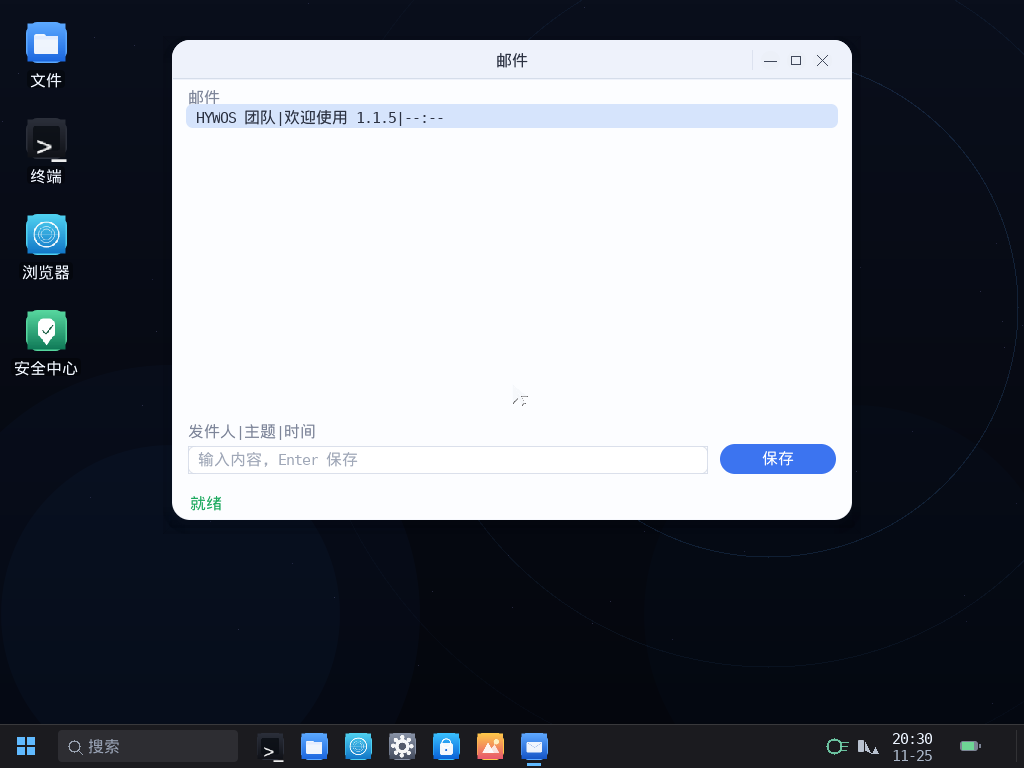 文件
终端
浏览器
安全中心
邮件
邮件
HYWOS 团队|欢迎使用 1.1.5|--:--
发件人|主题|时间
输入内容, Enter 保存
保存
就绪
搜索
20:30
11-25